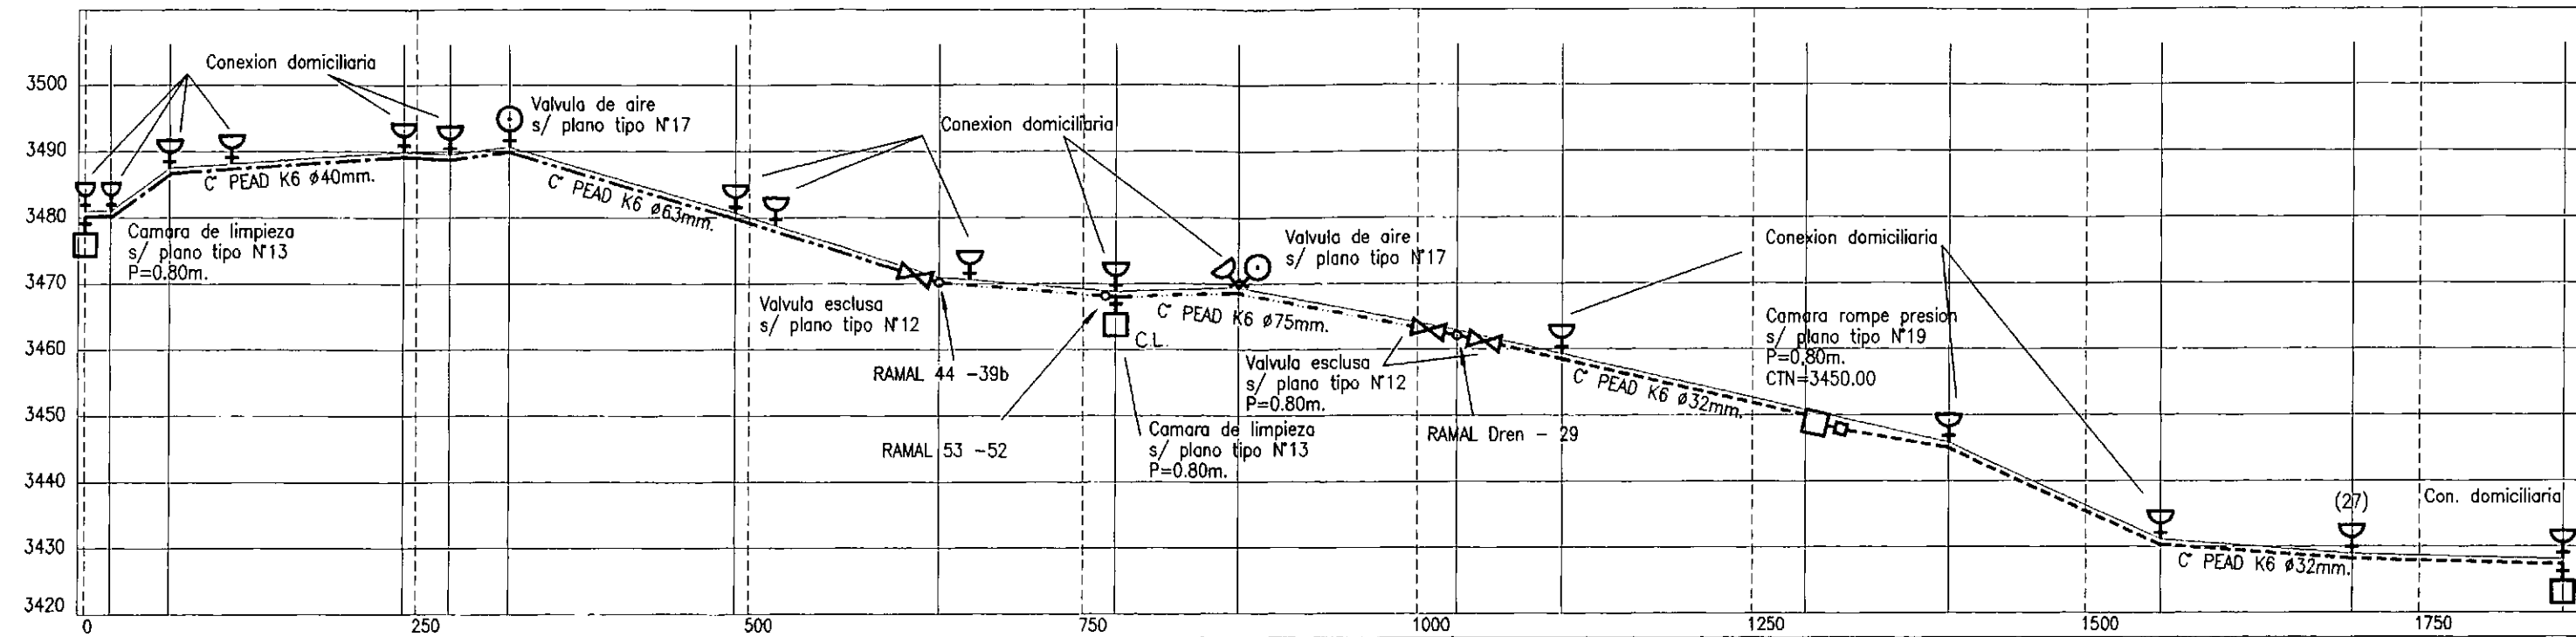 3500
3490
3480
3470
3460
3450
3440
3430
3420
Conexion domiciliaria
Valvula de aire
s/ plano tipo N°17
C° PEAD K6 ø40mm.
Camara de limpieza
s/ plano tipo N°13
P=0.80m.
C° PEAD K6 ø63mm.
Conexion domiciliaria
Valvula esclusa
s/ plano tipo N°12
RAMAL 44 -39b
RAMAL 53 -52
C.L.
Camara de limpieza
s/ plano tipo N°13
P=0.80m.
C° PEAD K6 ø75mm.
Valvula de aire
s/ plano tipo N°17
Valvula esclusa
s/ plano tipo N°12
P=0.80m.
RAMAL Dren - 29
C° PEAD K6 ø32mm.
Conexion domiciliaria
Camara rompe presion
s/ plano tipo N°19
P=0.80m.
CTN=3450.00
C° PEAD K6 ø32mm.
(27)
Con. domiciliaria
0
250
500
750
1000
1250
1500
1750